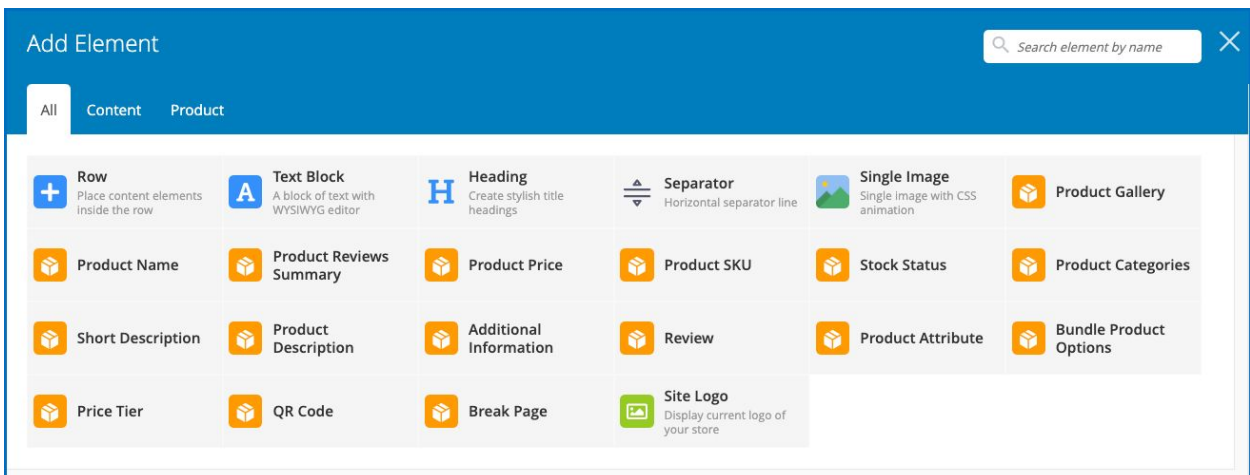 Add Element
Search element by name
All
Content
Product
Row
Place content elements
inside the row
Text Block
A block of text with
WYSIWYG editor
Heading
Create stylish title
headings
Separator
Horizontal separator line
Single Image
Single image with CSS
animation
Product Gallery
Product Name
Product Reviews
Summary
Product Price
Product SKU
Stock Status
Product Categories
Short Description
Product
Description
Additional
Information
Review
Product Attribute
Bundle Product
Options
Price Tier
QR Code
Break Page
Site Logo
Display current logo of
your store